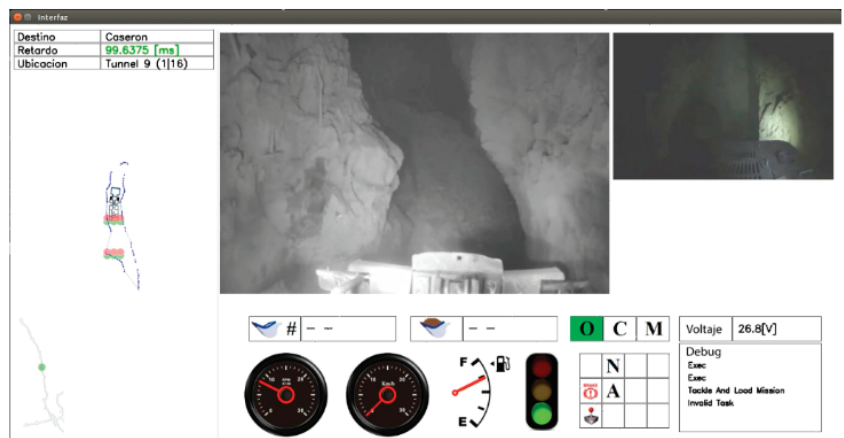 Interfaz
Destino Caseron
Retardo 99.6375 [ms]
Ubicacion Tunnel 9 (1|16)
# - -
- -
O C M
Voltaje 26.8[V]
Debug
Exec
Exec
Tackle And Load Mission
Invalid Task
F
E
Km/h
N
A